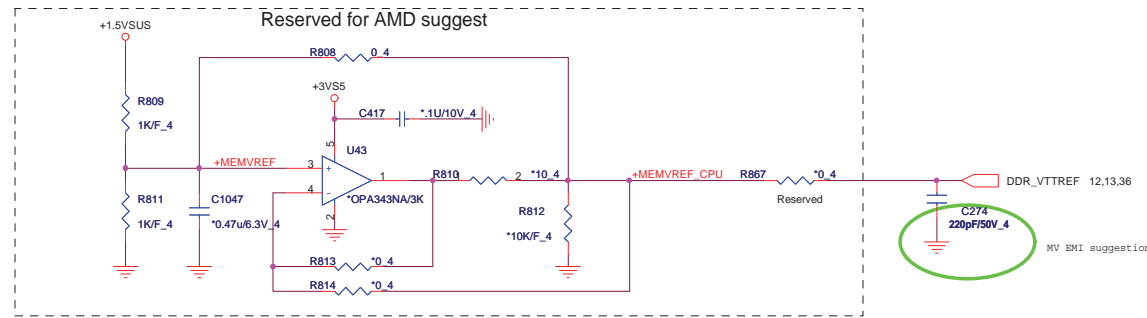 Reserved for AMD suggest
+1.5VSUS
R808
0_4
+3VS5
R809
1K/F_4
C417
*.1U/10V_4
5
U43
+MEMVREF
3
+
1
R810
1
2
*10_4
+MEMVREF_CPU
R867
*0_4
DDR_VTTREF 12,13,36
4
-
*OPA343NA/3K
Reserved
R811
1K/F_4
C1047
*0.47u/6.3V_4
2
R812
*10K/F_4
C274
220pF/50V_4
MV EMI suggestion
R813
*0_4
R814
*0_4